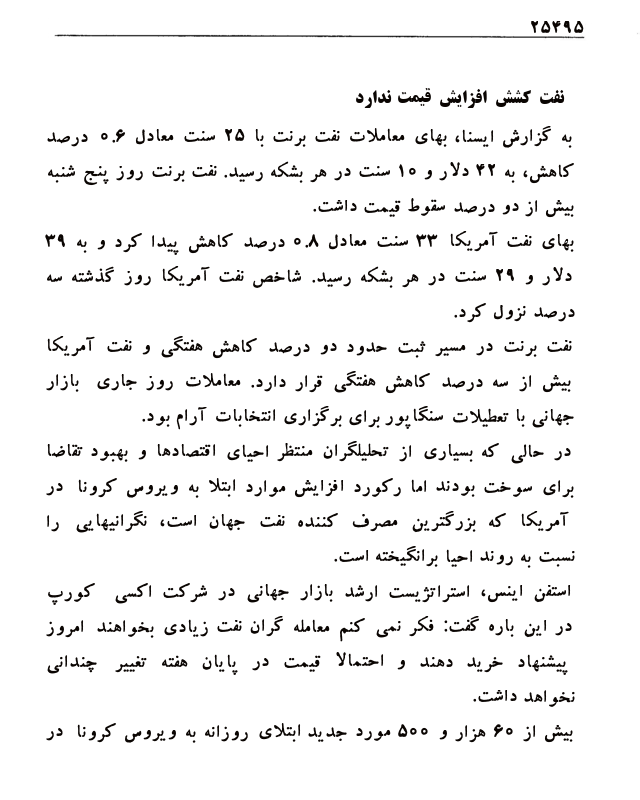 ۲۵۴۹۵
نفت کشش افزایش قیمت ندارد
به گزارش ایسنا، بهای معاملات نفت برنت با ۲۵ سنت معادل ۰.۶ درصد
کاهش، به ۴۲ دلار و ۱۰ سنت در هر بشکه رسید. نفت برنت روز پنج شنبه
بیش از دو درصد سقوط قیمت داشت.
بهای نفت آمریکا ۳۳ سنت معادل ۰.۸ درصد کاهش پیدا کرد و به ۳۹
دلار و ۲۹ سنت در هر بشکه رسید. شاخص نفت آمریکا روز گذشته سه
درصد نزول کرد.
نفت برنت در مسیر ثبت حدود دو درصد کاهش هفتگی و نفت آمریکا
بیش از سه درصد کاهش هفتگی قرار دارد. معاملات روز جاری بازار
جهانی با تعطیلات سنگاپور برای برگزاری انتخابات آرام بود.
در حالی که بسیاری از تحلیلگران منتظر احیای اقتصادها و بهبود تقاضا
برای سوخت بودند اما رکورد افزایش موارد ابتلا به ویروس کرونا در
آمریکا که بزرگترین مصرف کننده نفت جهان است، نگرانیهایی را
نسبت به روند احیا برانگیخته است.
استفن اینس، استراتژیست ارشد بازار جهانی در شرکت اکسی کورپ
در این باره گفت: فکر نمی کنم معامله گران نفت زیادی بخواهند امروز
پیشنهاد خرید دهند و احتمالا قیمت در پایان هفته تغییر چندانی
نخواهد داشت.
بیش از ۶۰ هزار و ۵۰۰ مورد جدید ابتلای روزانه به ویروس کرونا در